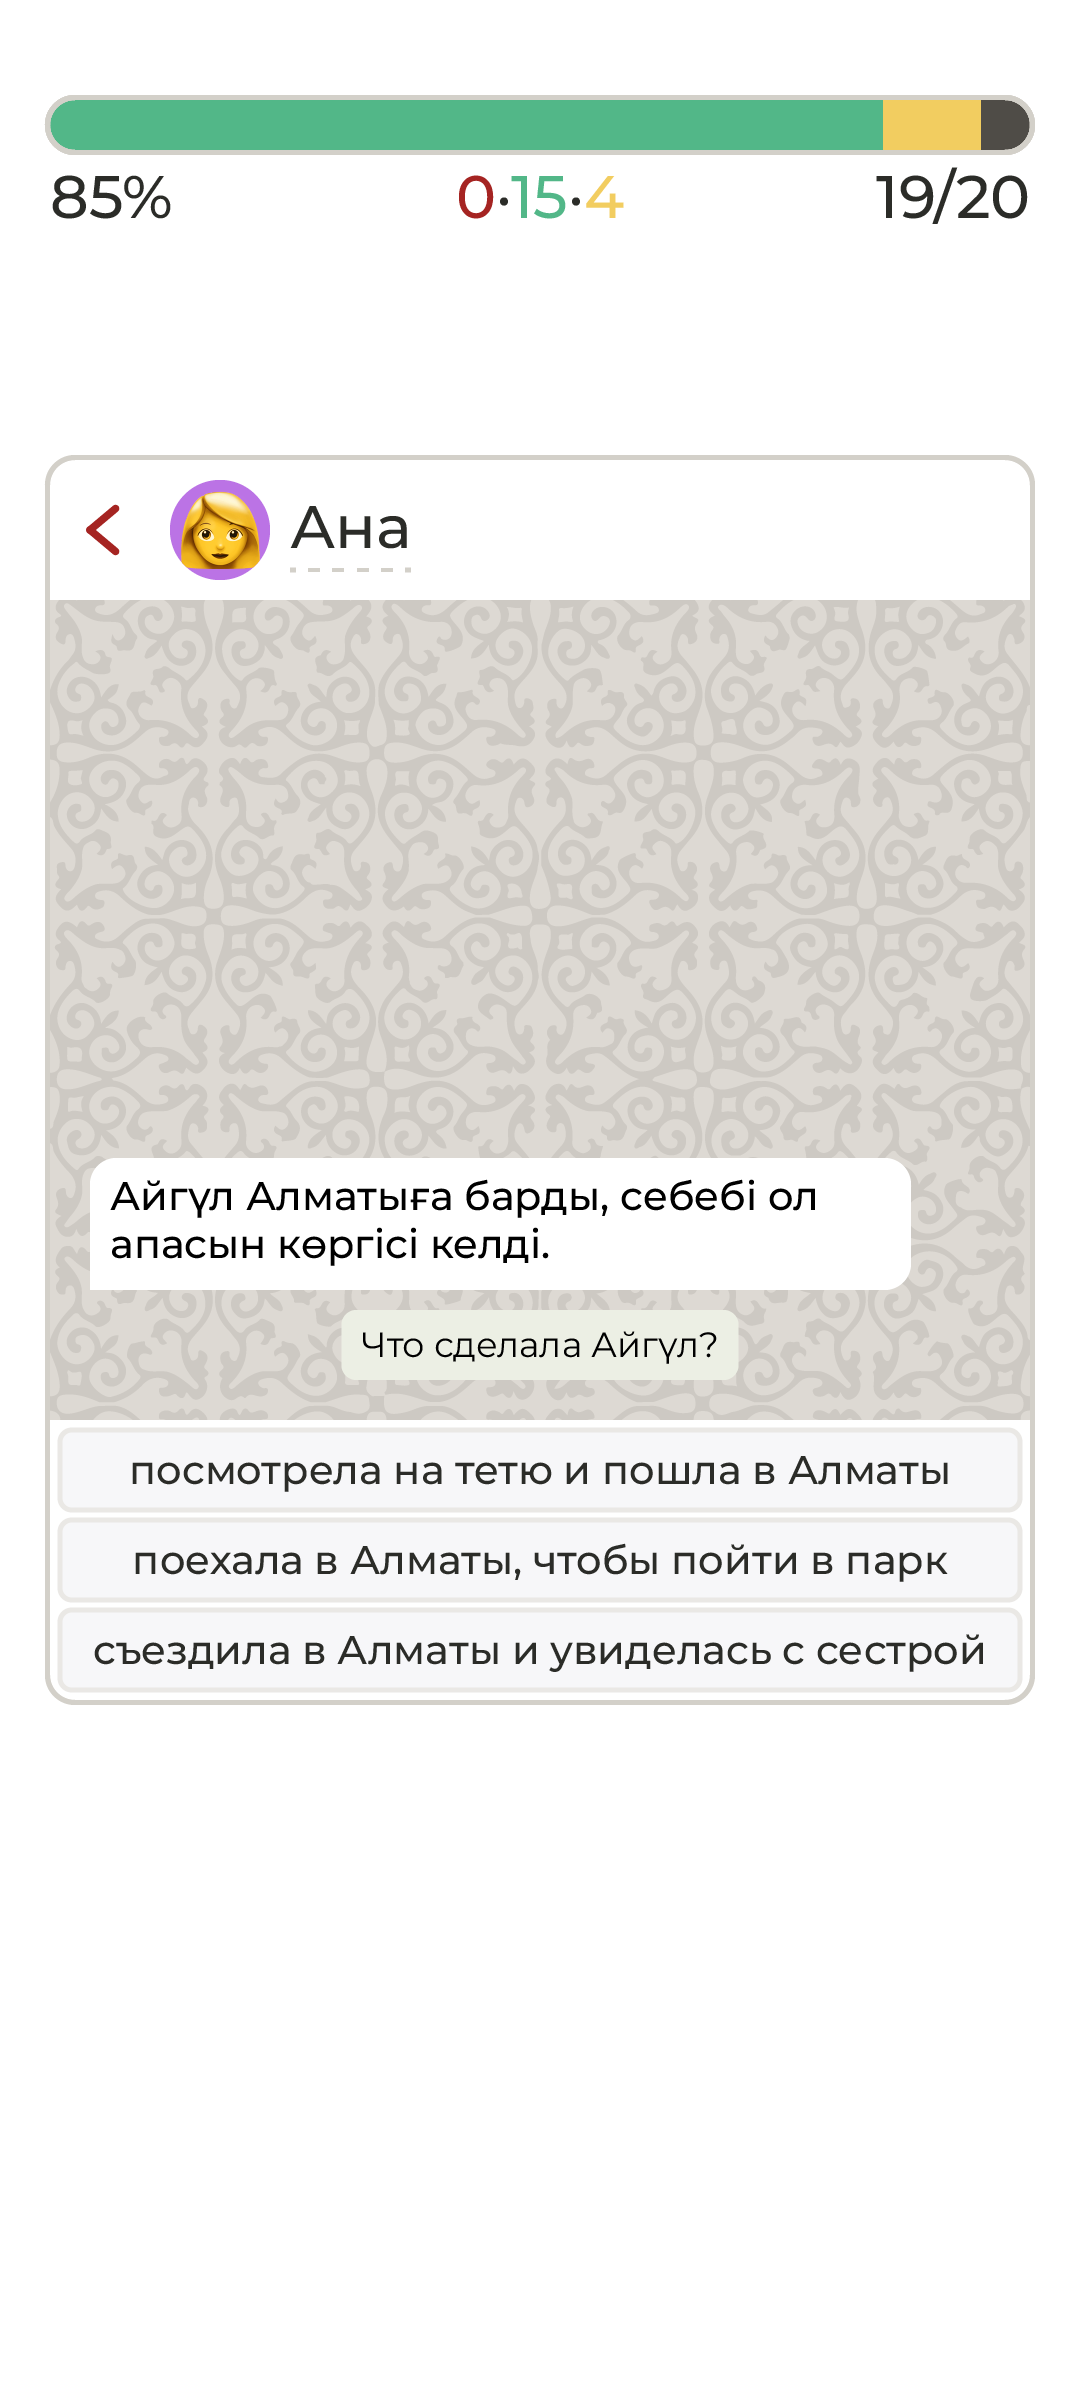 85%
0·15·4
19/20
Ана
Айгүл Алматыға барды, себебі ол
апасын көргісі келді.
Что сделала Айгүл?
посмотрела на тетю и пошла в Алматы
поехала в Алматы, чтобы пойти в парк
съездила в Алматы и увиделась с сестрой